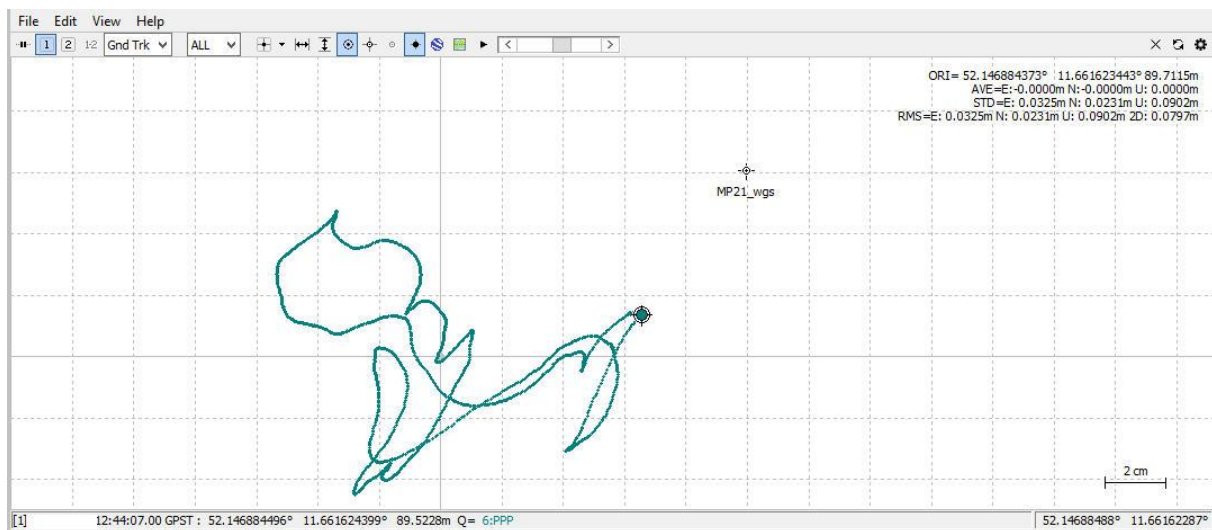 File Edit View Help
1 2 1-2 Gnd Trk ALL
ORI= 52.146884373° 11.661623443° 89.7115m
AVE=E:-0.0000m N:-0.0000m U: 0.0000m
STD=E: 0.0325m N: 0.0231m U: 0.0902m
RMS=E: 0.0325m N: 0.0231m U: 0.0902m 2D: 0.0797m
MP21_wgs
2 cm
[1] 12:44:07.00 GPST : 52.146884496° 11.661624399° 89.5228m Q= 6:PPP 52.14688488° 11.66162287°